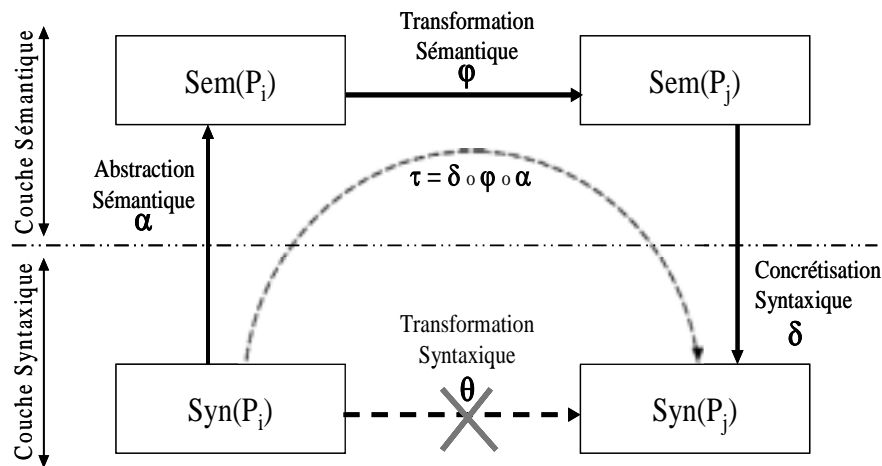 Transformation
Sémantique
φ
Sem(Pi)
Sem(Pj)
Couche Sémantique
Abstraction
Sémantique
α
τ = δ o φ o α
Couche Syntaxique
Concrétisation
Syntaxique
δ
Transformation
Syntaxique
θ
Syn(Pi)
Syn(Pj)